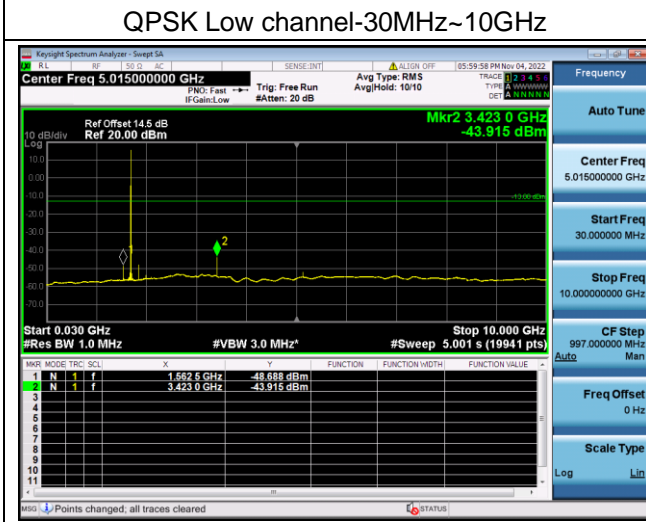 QPSK Low channel-30MHz~10GHz
Keysight Spectrum Analyzer - Swept SA
RL RF 50 Ω AC SENSE:INT ALIGN OFF 05:59:58 PM Nov 04, 2022
Center Freq 5.015000000 GHz
PNO: Fast Trig: Free Run Avg Type: RMS TRACE 1 2 3 4 5 6
IFGain:Low #Atten: 20 dB Avg|Hold: 10/10 TYPE A WWWWW
DET A NNNNN
Frequency
Mkr2 3.423 0 GHz
Ref Offset 14.5 dB
10 dB/div Ref 20.00 dBm -43.915 dBm
Log
10.0
0.00
-10.0
-13.00 dBm
-20.0
-30.0
-40.0
-50.0
-60.0
-70.0
2
Start 0.030 GHz Stop 10.000 GHz
#Res BW 1.0 MHz #VBW 3.0 MHz* #Sweep 5.001 s (19941 pts)
MKR MODE TRC SCL X Y FUNCTION FUNCTION WIDTH FUNCTION VALUE
1 N 1 f 1.562 5 GHz -48.688 dBm
2 N 1 f 3.423 0 GHz -43.915 dBm
3
4
5
6
7
8
9
10
11
MSG Points changed; all traces cleared STATUS
Auto Tune
Center Freq
5.015000000 GHz
Start Freq
30.000000 MHz
Stop Freq
10.000000000 GHz
CF Step
997.000000 MHz
Auto Man
Freq Offset
0 Hz
Scale Type
Log Lin